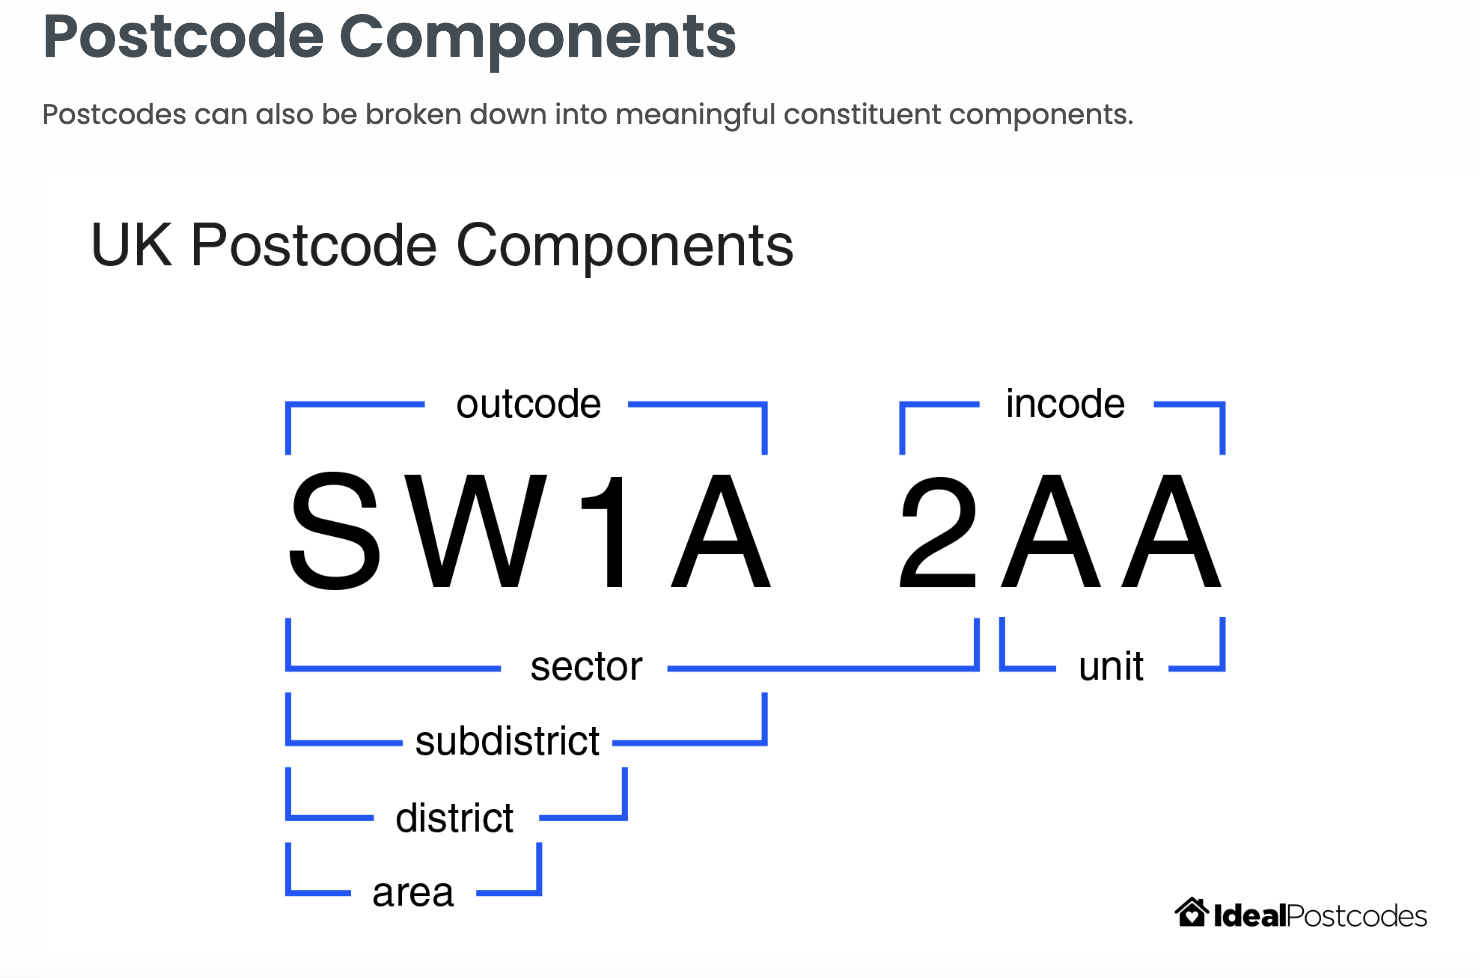 Postcode Components
Postcodes can also be broken down into meaningful constituent components.
UK Postcode Components
outcode incode
SW1A 2AA
sector unit
subdistrict
district
area
IdealPostcodes